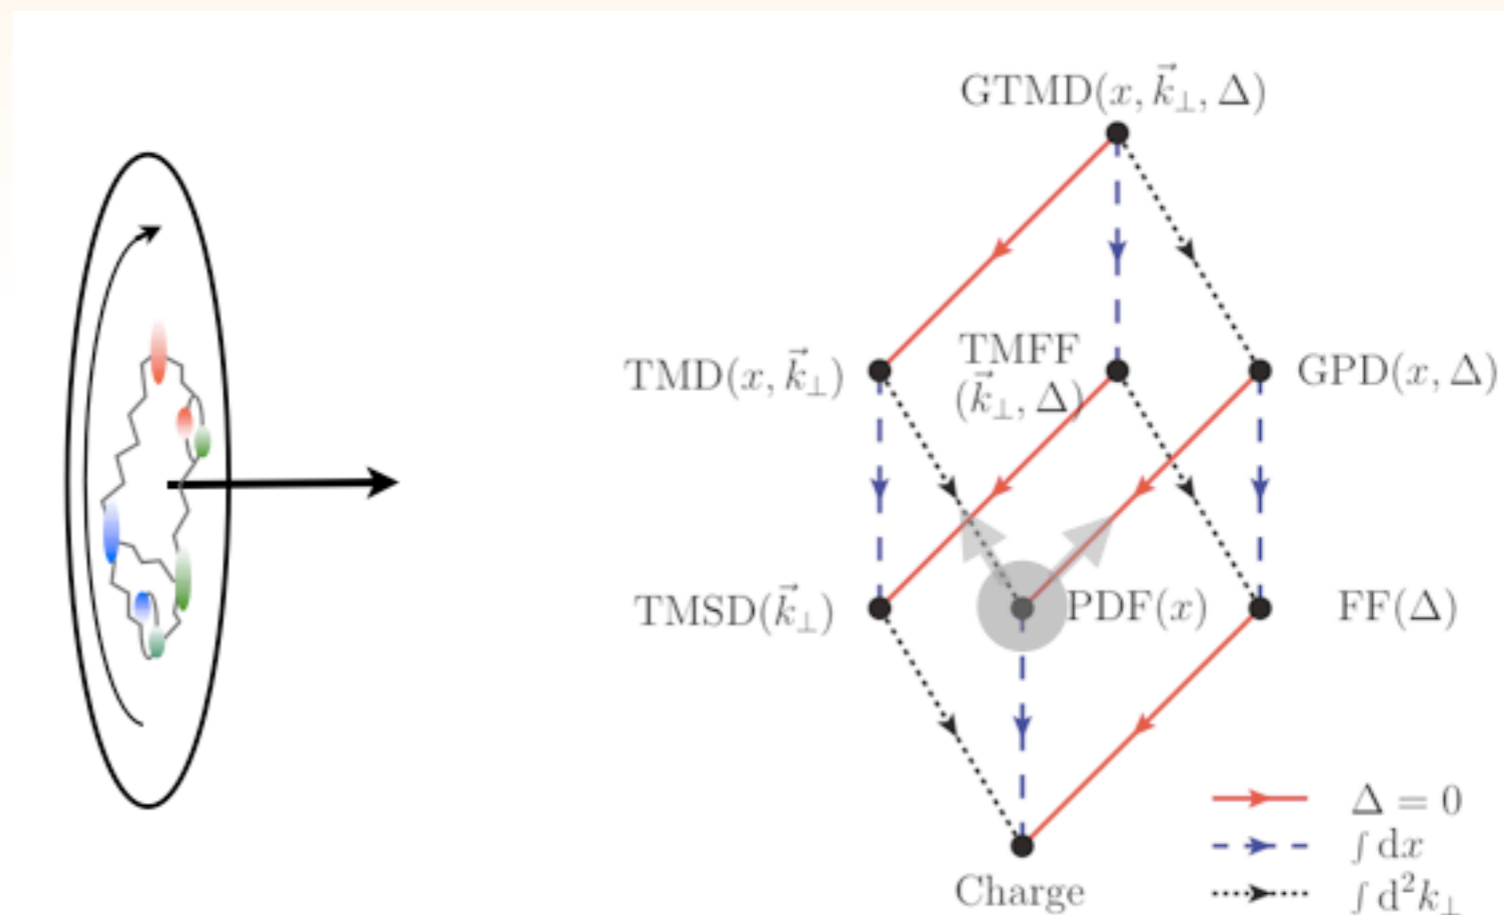 GTMD(x, k⃗⊥, Δ)
TMD(x, k⃗⊥)
TMFF
(k⃗⊥, Δ)
GPD(x, Δ)
TMSD(k⃗⊥)
PDF(x)
FF(Δ)
Charge
Δ = 0
∫ dx
∫ d²k⊥